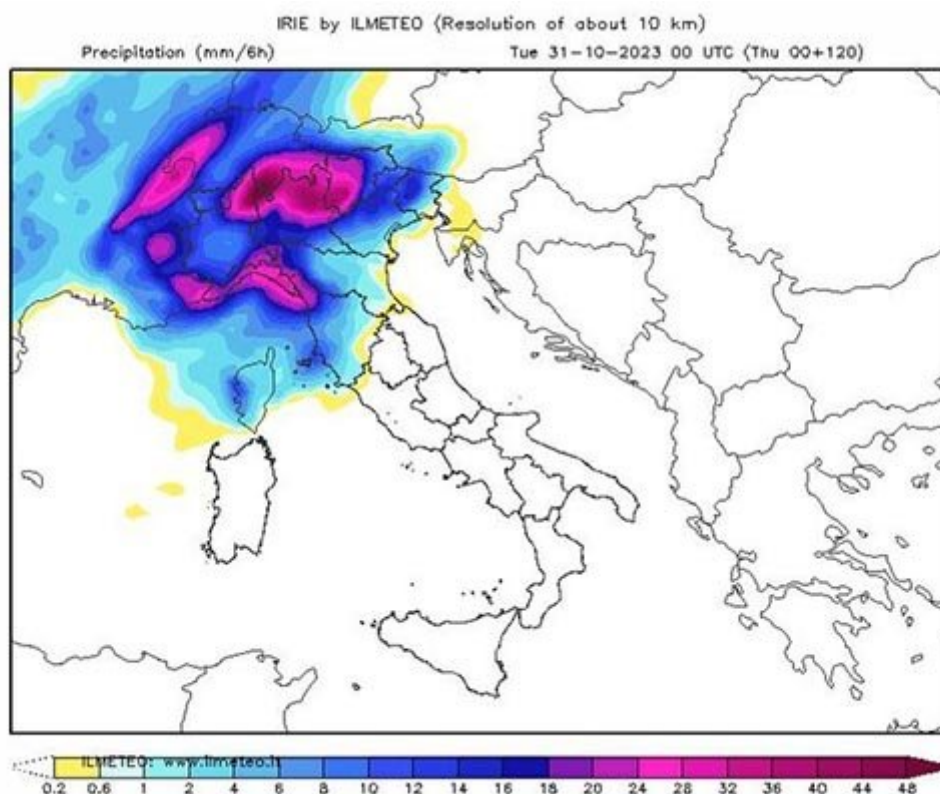 IRIE by ILMETEO (Resolution of about 10 km)
Precipitation (mm/6h) Tue 31-10-2023 00 UTC (Thu 00+120)
ILMETEO: www.ilmeteo.it
0.2 0.6 1 2 4 6 8 10 12 14 16 18 20 24 28 32 36 40 44 48